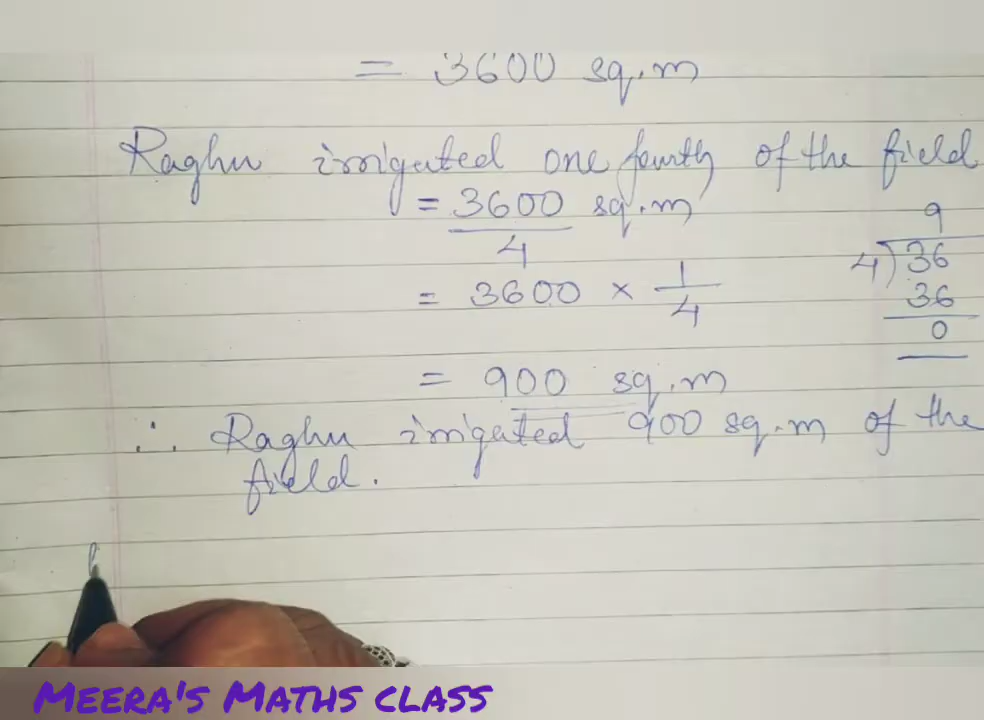 = 3600 sq.m
Raghu irrigated one fourth of the field
= 3600 sq.m
4
= 3600 × 1/4
9
4)36
36
0
= 900 sq.m
∴ Raghu irrigated 900 sq.m of the
field.
MEERA'S MATHS CLASS